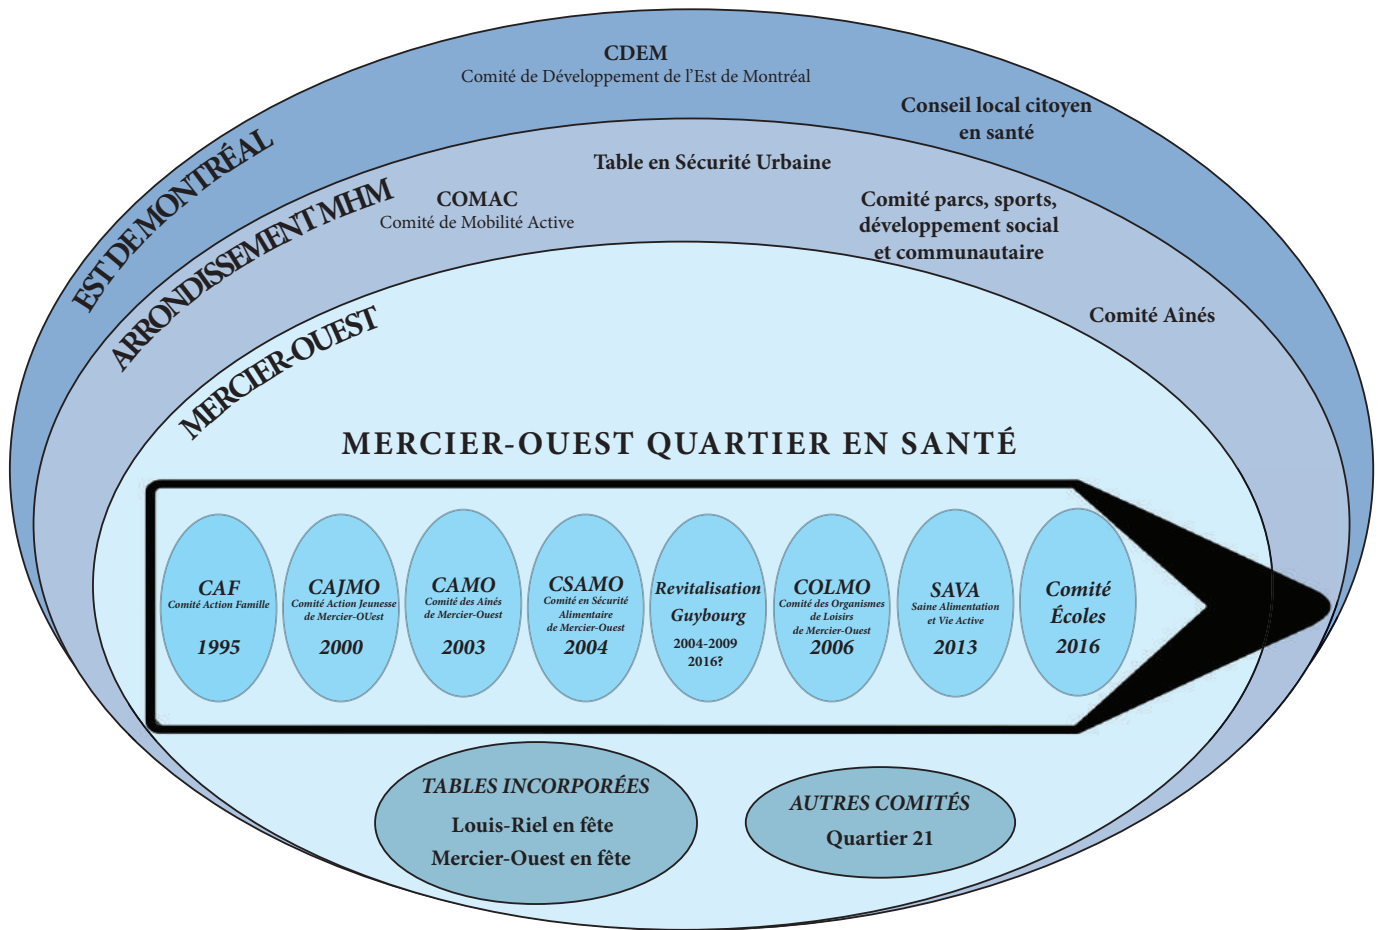 CDEM
Comité de Développement de l'Est de Montréal
Conseil local citoyen
en santé
EST DE MONTRÉAL
Table en Sécurité Urbaine
ARRONDISSEMENT MHM
COMAC
Comité de Mobilité Active
Comité parcs, sports,
développement social
et communautaire
Comité Aînés
MERCIER-OUEST
MERCIER-OUEST QUARTIER EN SANTÉ
CAF
Comité Action Famille
1995
CAJMO
Comité Action Jeunesse
de Mercier-OUest
2000
CAMO
Comité des Aînés
de Mercier-Ouest
2003
CSAMO
Comité en Sécurité
Alimentaire
de Mercier-Ouest
2004
Revitalisation
Guybourg
2004-2009
2016?
COLMO
Comité des Organismes
de Loisirs
de Mercier-Ouest
2006
SAVA
Saine Alimentation
et Vie Active
2013
Comité
Écoles
2016
TABLES INCORPORÉES
Louis-Riel en fête
Mercier-Ouest en fête
AUTRES COMITÉS
Quartier 21